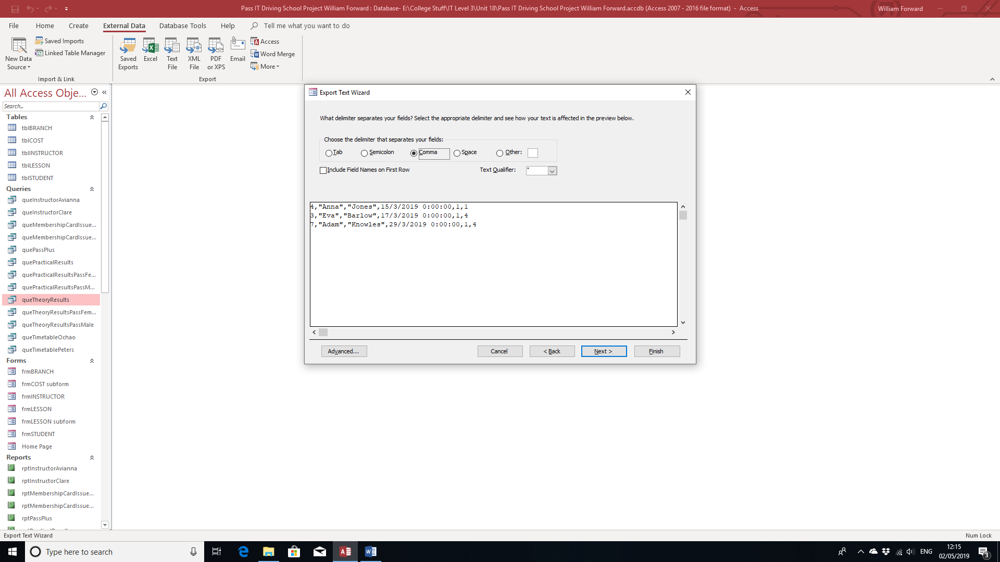 Pass IT Driving School Project William Forward : Database- E:\College Stuff\IT Level 3\Unit 18\Pass IT Driving School Project William Forward.accdb (Access 2007 - 2016 file format) - Access
William Forward
File Home Create External Data Database Tools Help Tell me what you want to do
New Data Source
Saved Imports
Linked Table Manager
Import & Link
Saved Exports
Excel
Text File
XML File
PDF or XPS
Email
Access
Word Merge
More
Export
All Access Obje...
Search...
Tables
tblBRANCH
tblCOST
tblINSTRUCTOR
tblLESSON
tblSTUDENT
Queries
queInstructorAvianna
queInstructorClare
queMembershipCardIssue...
queMembershipCardIssue...
quePassPlus
quePracticalResults
quePracticalResultsPassFe...
quePracticalResultsPassM...
queTheoryResults
queTheoryResultsPassFem...
queTheoryResultsPassMale
queTimetableOchao
queTimetablePeters
Forms
frmBRANCH
frmCOST subform
frmINSTRUCTOR
frmLESSON
frmLESSON subform
frmSTUDENT
Home Page
Reports
rptInstructorAvianna
rptInstructorClare
rptMembershipCardIssue...
rptMembershipCardIssue...
rptPassPlus
Export Text Wizard
What delimiter separates your fields? Select the appropriate delimiter and see how your text is affected in the preview below.
Choose the delimiter that separates your fields:
Tab Semicolon Comma Space Other:
Include Field Names on First Row Text Qualifier: "
4,"Anna","Jones",15/3/2019 0:00:00,1,1
3,"Eva","Barlow",17/3/2019 0:00:00,1,4
7,"Adam","Knowles",29/3/2019 0:00:00,1,4
Advanced... Cancel < Back Next > Finish
Export Text Wizard
Num Lock
Type here to search
ENG
12:15
02/05/2019
3